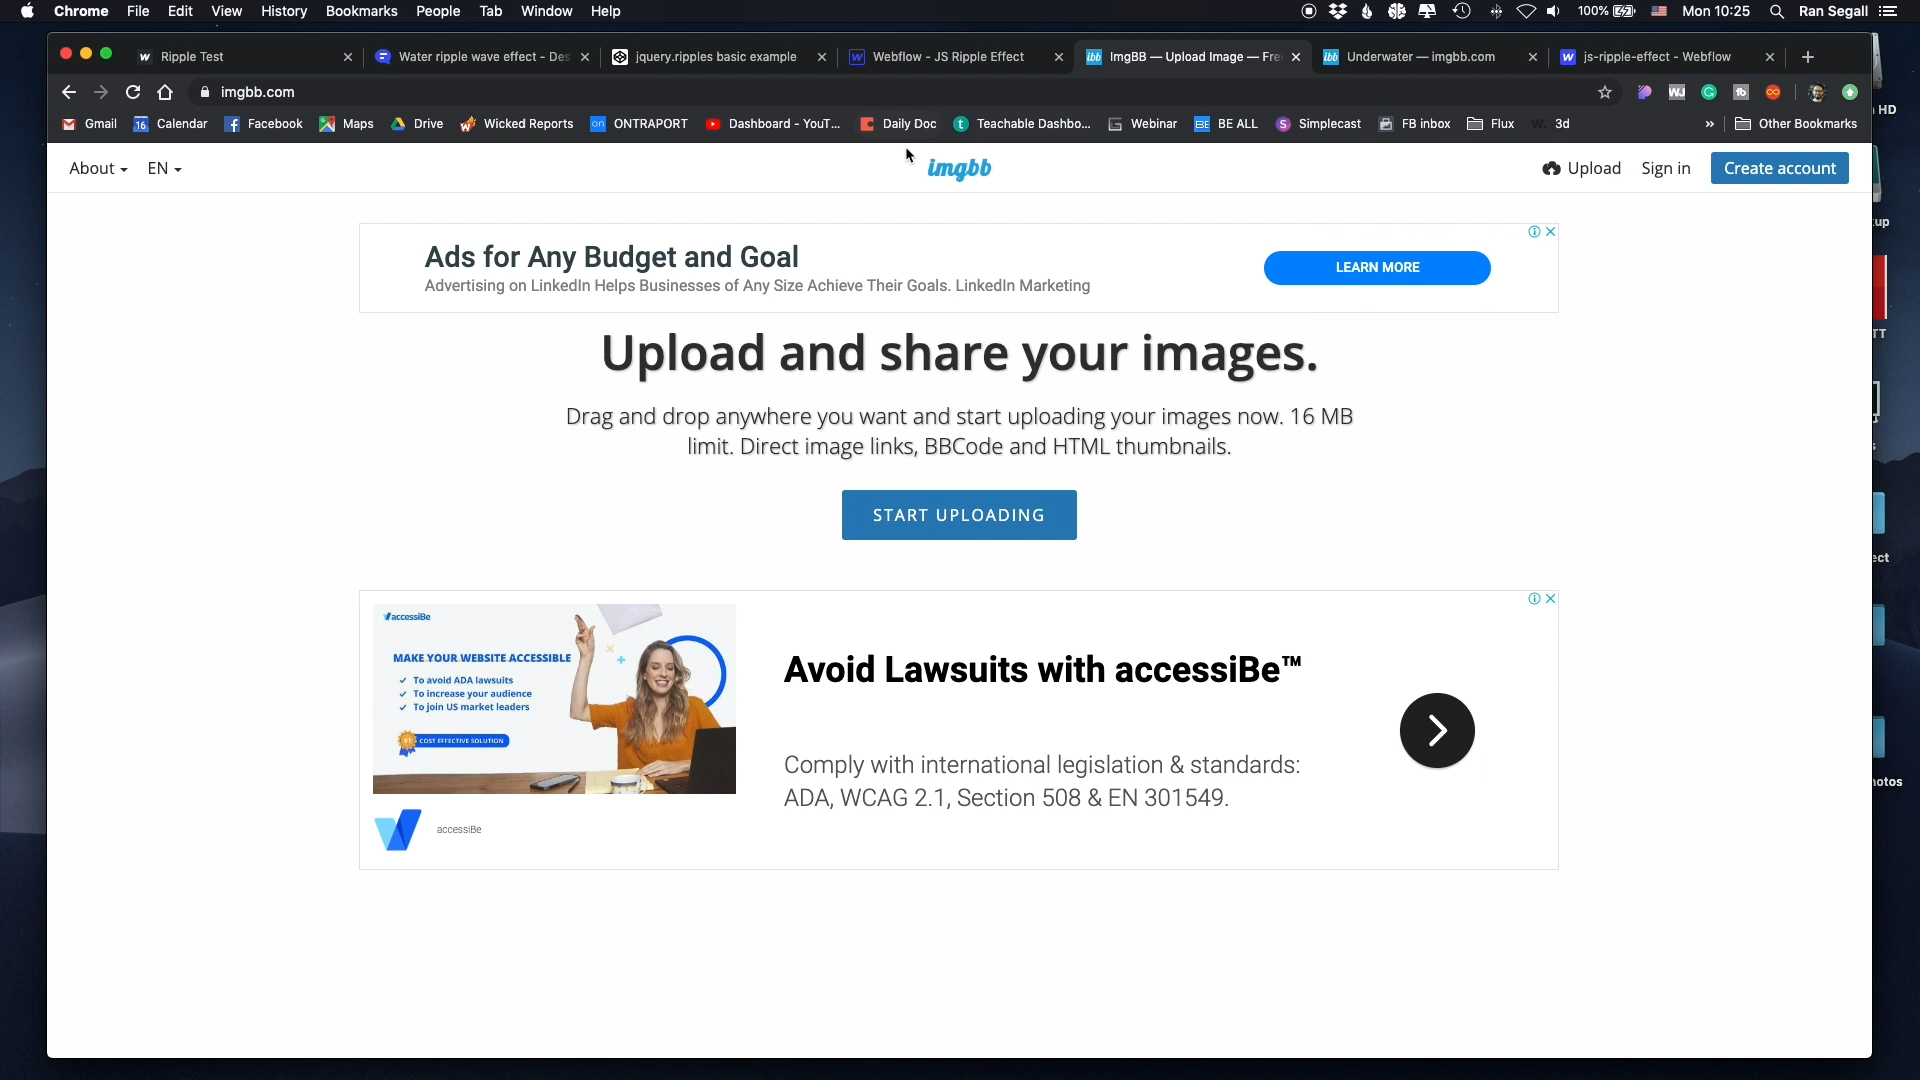 Chrome File Edit View History Bookmarks People Tab Window Help 100% Mon 10:25 Ran Segall
Ripple Test Water ripple wave effect - Des jquery.ripples basic example Webflow - JS Ripple Effect ImgBB — Upload Image — Fre Underwater — imgbb.com js-ripple-effect - Webflow
imgbb.com
Gmail Calendar Facebook Maps Drive Wicked Reports ONTRAPORT Dashboard - YouT... Daily Doc Teachable Dashbo... Webinar BE ALL Simplecast FB inbox Flux 3d » Other Bookmarks
HD
About EN imgbb Upload Sign in Create account
up
Ads for Any Budget and Goal
Advertising on LinkedIn Helps Businesses of Any Size Achieve Their Goals. LinkedIn Marketing
LEARN MORE
TT
Upload and share your images.
Drag and drop anywhere you want and start uploading your images now. 16 MB
limit. Direct image links, BBCode and HTML thumbnails.
START UPLOADING
ect
accessiBe
MAKE YOUR WEBSITE ACCESSIBLE
To avoid ADA lawsuits
To increase your audience
To join US market leaders
#1 COST EFFECTIVE SOLUTION
accessiBe
Avoid Lawsuits with accessiBe™
Comply with international legislation & standards:
ADA, WCAG 2.1, Section 508 & EN 301549.
hotos